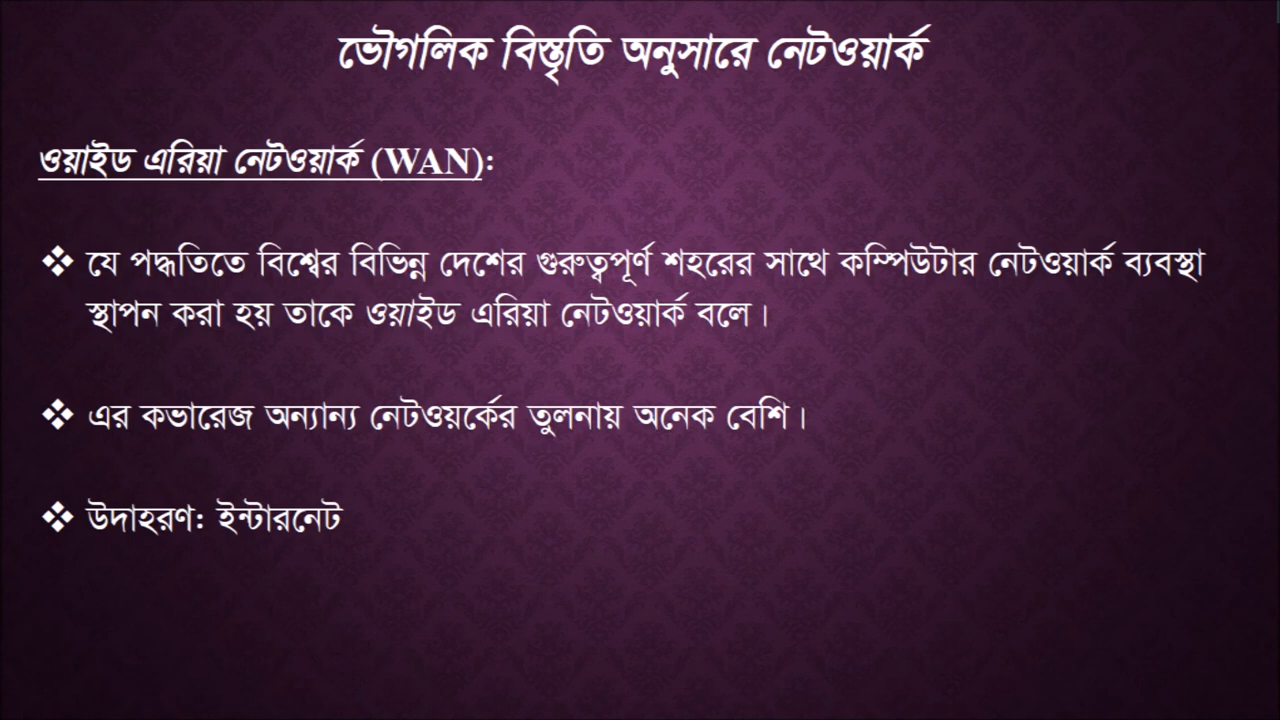 ভৌগলিক বিস্তৃতি অনুসারে নেটওয়ার্ক
ওয়াইড এরিয়া নেটওয়ার্ক (WAN):
❖ যে পদ্ধতিতে বিশ্বের বিভিন্ন দেশের গুরুত্বপূর্ণ শহরের সাথে কম্পিউটার নেটওয়ার্ক ব্যবস্থা
স্থাপন করা হয় তাকে ওয়াইড এরিয়া নেটওয়ার্ক বলে।
❖ এর কভারেজ অন্যান্য নেটওয়র্কের তুলনায় অনেক বেশি।
❖ উদাহরণ: ইন্টারনেট